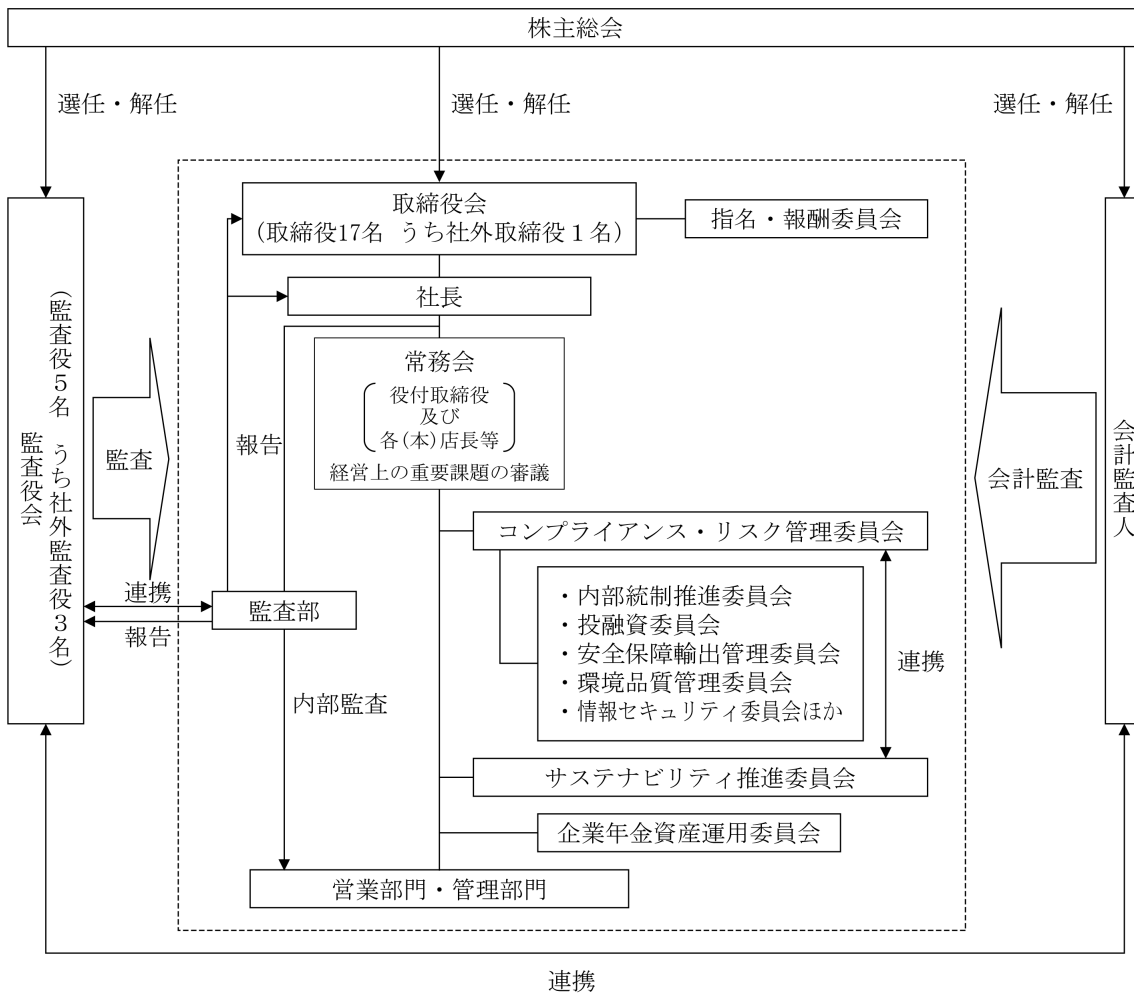 株主総会
選任・解任
選任・解任
選任・解任
取締役会
(取締役17名 うち社外取締役1名)
指名・報酬委員会
社長
常務会
役付取締役
及び
各(本)店長等
経営上の重要課題の審議
監査役会
(監査役5名 うち社外監査役3名)
監査
報告
会計監査
会計監査人
コンプライアンス・リスク管理委員会
・内部統制推進委員会
・投融資委員会
・安全保障輸出管理委員会
・環境品質管理委員会
・情報セキュリティ委員会ほか
連携
連携
報告
監査部
内部監査
サステナビリティ推進委員会
企業年金資産運用委員会
営業部門・管理部門
連携